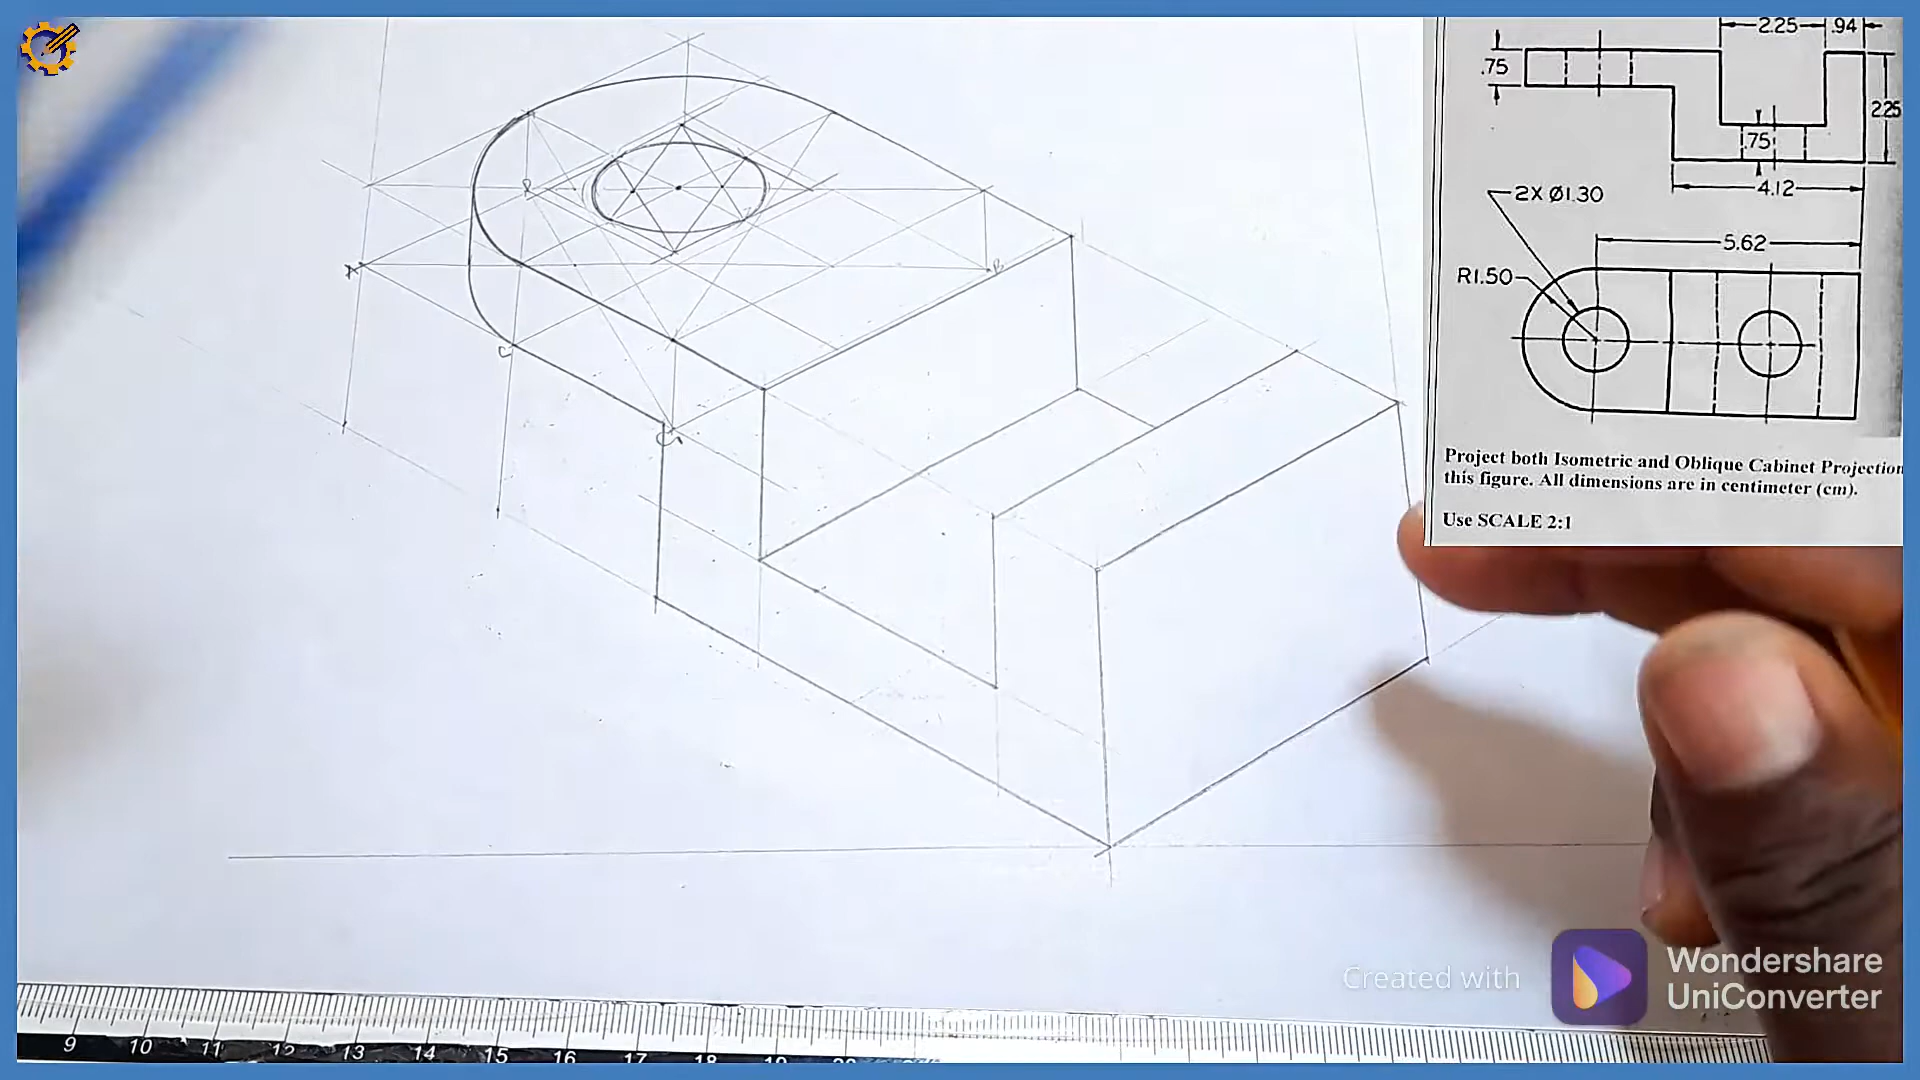 2.25 .94
.75
2.25
.75
4.12
2X Ø1.30
5.62
R1.50
Project both Isometric and Oblique Cabinet Projection
this figure. All dimensions are in centimeter (cm).
Use SCALE 2:1
R
A
B
C
G
Created with
Wondershare
UniConverter
9 10 11 12 13 14 15 16 17 18 19